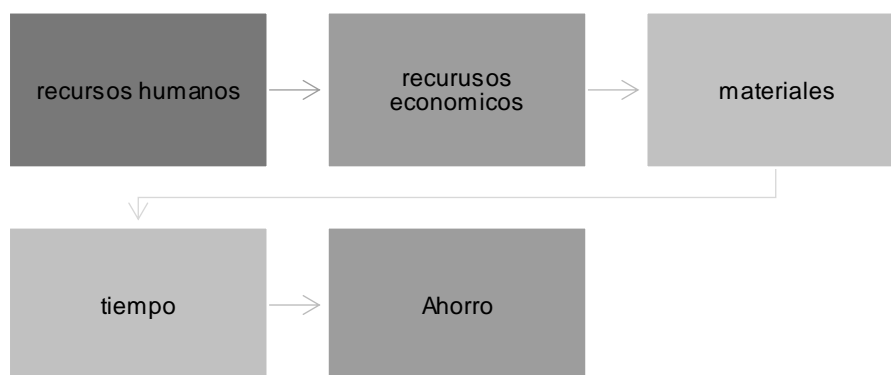 recursos humanos
recurusos
economicos
materiales
tiempo
Ahorro